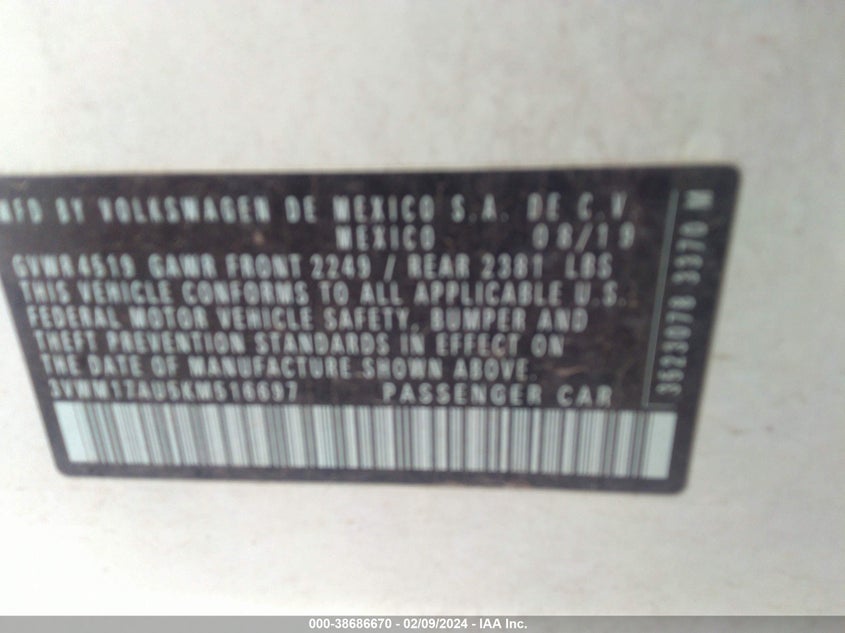 MFD BY VOLKSWAGEN DE MEXICO S.A. DE C.V.
MEXICO 08/19
GVWR4519 GAWR FRONT 2249 / REAR 2381 LBS
THIS VEHICLE CONFORMS TO ALL APPLICABLE U.S.
FEDERAL MOTOR VEHICLE SAFETY, BUMPER AND
THEFT PREVENTION STANDARDS IN EFFECT ON
THE DATE OF MANUFACTURE SHOWN ABOVE.
3VWM17AU5KM516697 PASSENGER CAR
3523078 3370 M
000-38686670 - 02/09/2024 - IAA Inc.